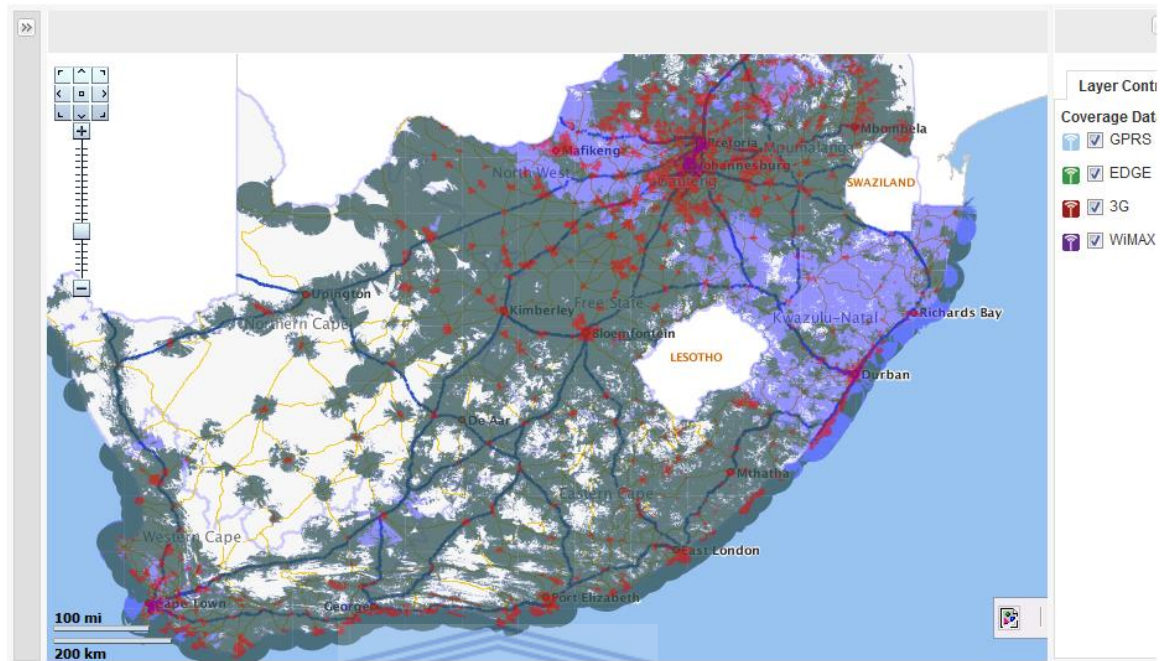 Layer Contr
Coverage Dat
GPRS
EDGE
3G
WiMAX
Mbombela
Pretoria
Mpumalanga
Mafikeng
Johannesburg
North West
Gauteng
SWAZILAND
Upington
Northern Cape
Kimberley
Free State
Kwazulu-Natal
Richards Bay
Bloemfontein
LESOTHO
Durban
De Aar
Mthatha
Eastern Cape
Western Cape
East London
Cape Town
George
Port Elizabeth
100 mi
200 km